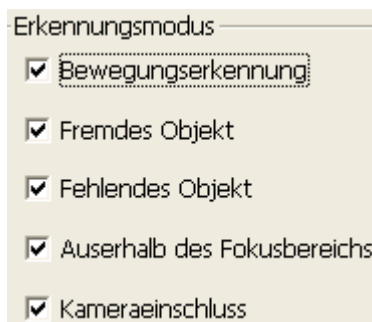 Erkennungsmodus
Bewegungserkennung
Fremdes Objekt
Fehlendes Objekt
Auserhalb des Fokusbereichs
Kameraeinschluss